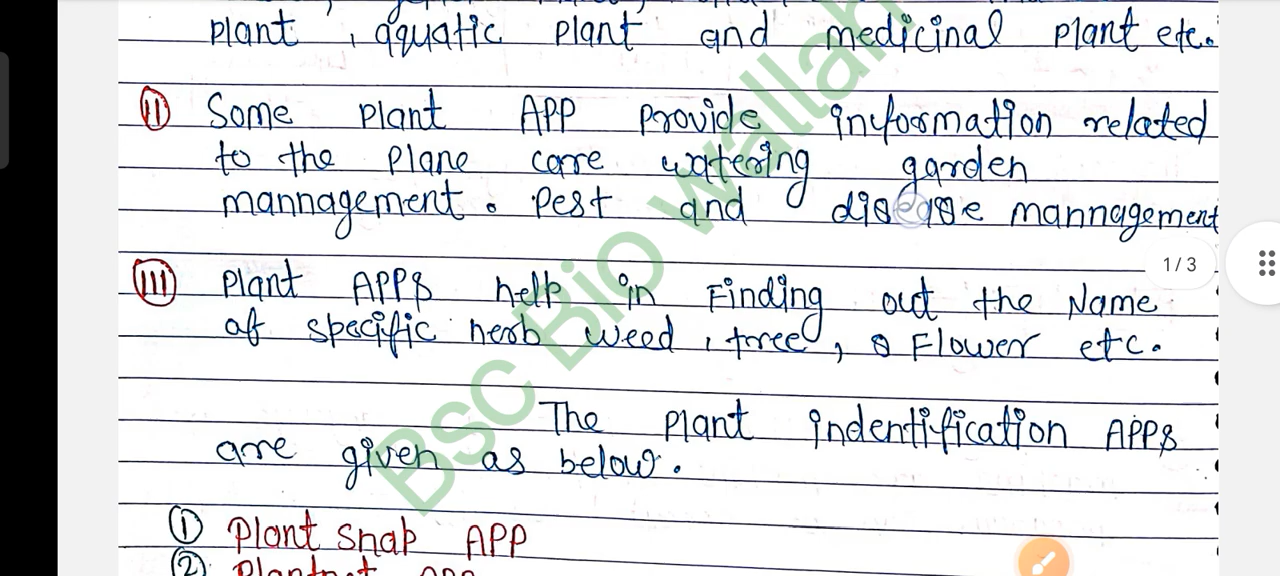 plant , aquatic plant and medicinal plant etc.
(II) Some plant APP provide information related
to the plane care watering garden
mannagement . Pest and disease mannagement
1/3
(III) Plant APPS help in Finding out the Name
of specific herb weed , tree , Flower etc.
The plant indentification APPS
are given as below.
① Plant snap APP
② Plantnet APP
BSC Bio wallah